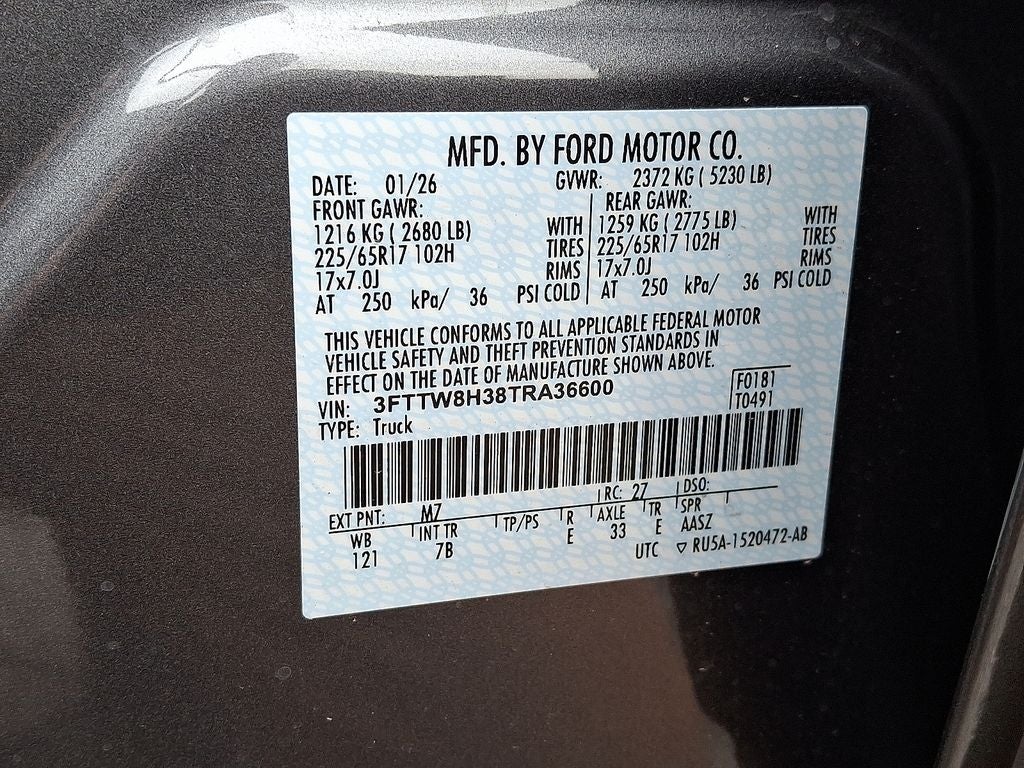 MFD. BY FORD MOTOR CO.
DATE: 01/26 GVWR: 2372 KG ( 5230 LB)
FRONT GAWR: REAR GAWR:
1216 KG ( 2680 LB) WITH 1259 KG ( 2775 LB) WITH
225/65R17 102H TIRES 225/65R17 102H TIRES
17x7.0J RIMS 17x7.0J RIMS
AT 250 kPa/ 36 PSI COLD AT 250 kPa/ 36 PSI COLD
THIS VEHICLE CONFORMS TO ALL APPLICABLE FEDERAL MOTOR
VEHICLE SAFETY AND THEFT PREVENTION STANDARDS IN
EFFECT ON THE DATE OF MANUFACTURE SHOWN ABOVE.
VIN: 3FTTW8H38TRA36600 F0181
TYPE: Truck T0491
EXT PNT: M7 RC: 27 DSO:
WB INT TR TP/PS R AXLE TR SPR
121 7B E 33 E AASZ
UTC ▽ RU5A-1520472-AB